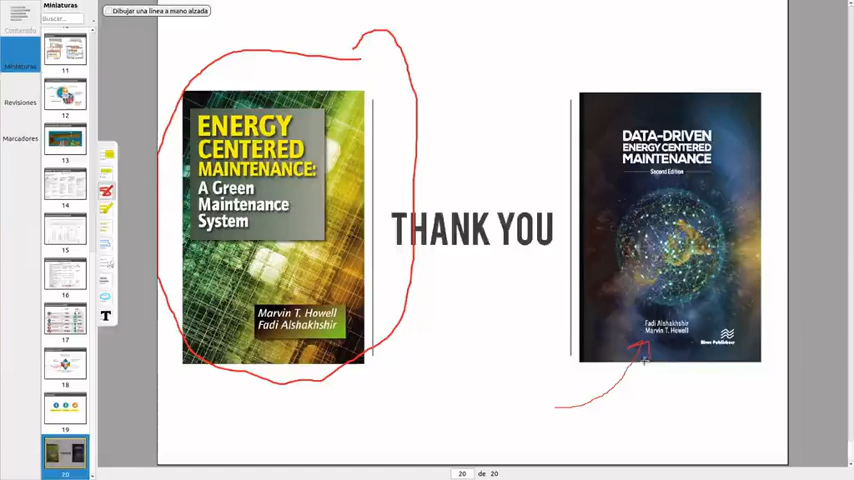 Miniaturas
Dibujar una línea a mano alzada
Contenido
Buscar...
Miniaturas
Revisiones
Marcadores
11
12
13
14
15
16
17
18
19
20
T
ENERGY
CENTERED
MAINTENANCE:
A Green
Maintenance
System
Marvin T. Howell
Fadi Alshakhshir
THANK YOU
DATA-DRIVEN
ENERGY CENTERED
MAINTENANCE
Second Edition
Fadi Alshakhshir
Marvin T. Howell
River Publishers
20 de 20